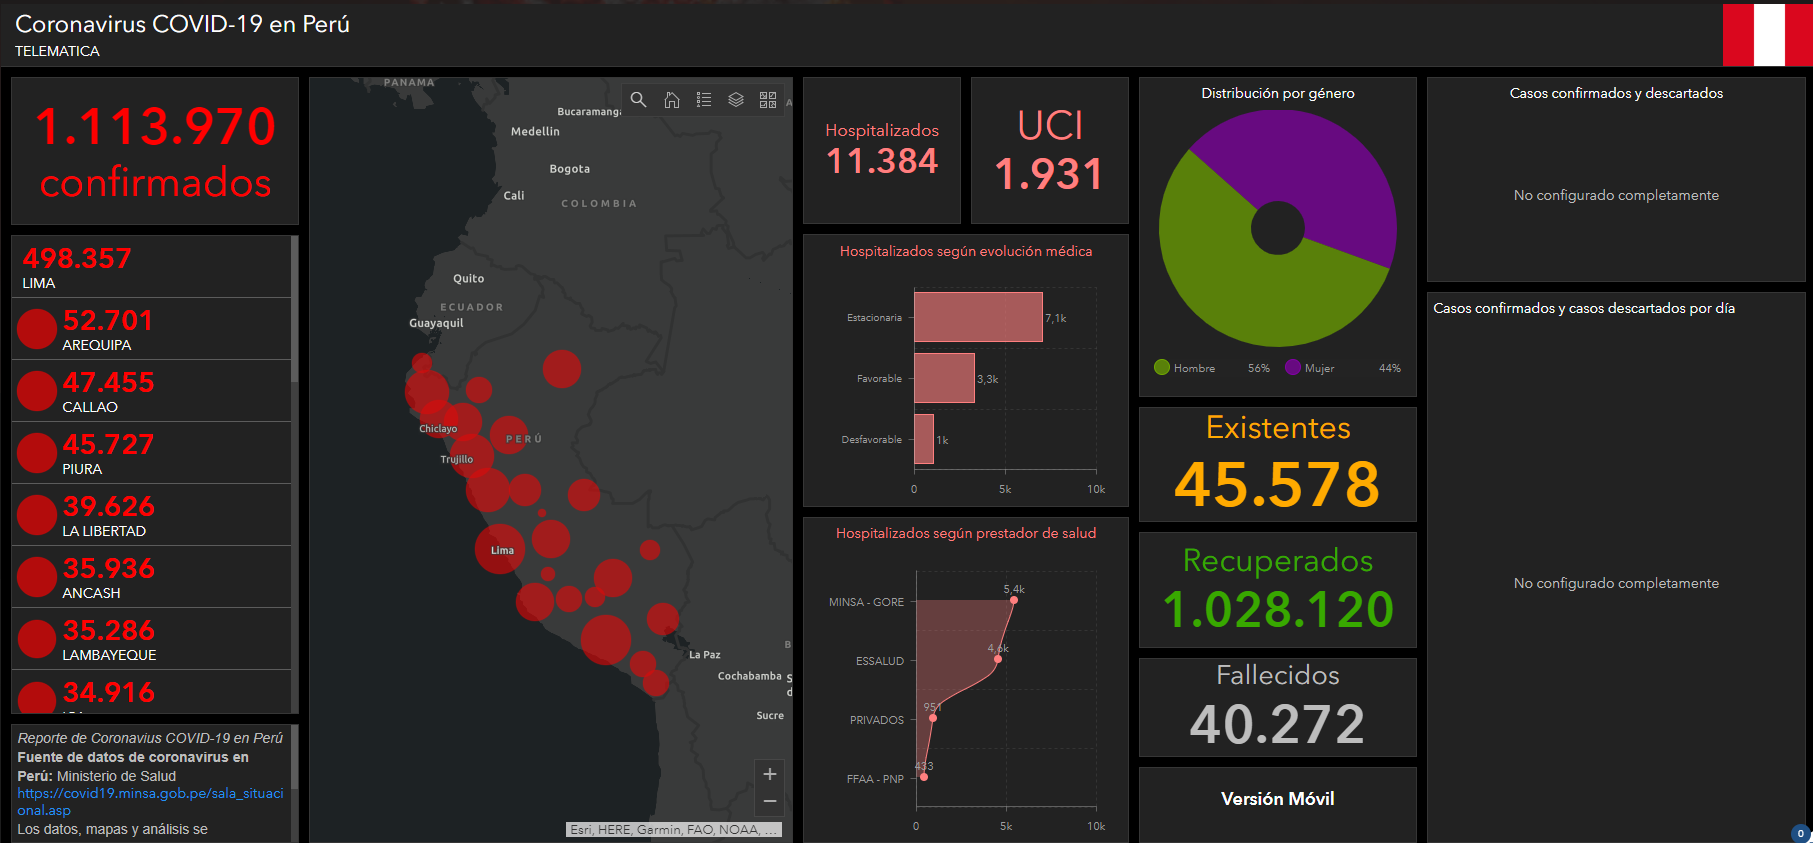 Coronavirus COVID-19 en Perú
TELEMATICA
1.113.970
confirmados
498.357
LIMA
52.701
AREQUIPA
47.455
CALLAO
45.727
PIURA
39.626
LA LIBERTAD
35.936
ANCASH
35.286
LAMBAYEQUE
34.916
Reporte de Coronavius COVID-19 en Perú
Fuente de datos de coronavirus en
Perú: Ministerio de Salud
https://covid19.minsa.gob.pe/sala_situaci
onal.asp
Los datos, mapas y análisis se
PANAMA
Bucaramanga
Medellin
Bogota
Cali
COLOMBIA
Quito
ECUADOR
Guayaquil
Chiclayo
PERÚ
Trujillo
Lima
La Paz
Cochabamba
Sucre
Esri, HERE, Garmin, FAO, NOAA, ...
Hospitalizados
11.384
UCI
1.931
Hospitalizados según evolución médica
Estacionaria
7,1k
Favorable
3,3k
Desfavorable
1k
0 5k 10k
Hospitalizados según prestador de salud
5,4k
MINSA - GORE
4,6k
ESSALUD
951
PRIVADOS
433
FFAA - PNP
0 5k 10k
Distribución por género
Hombre 56% Mujer 44%
Existentes
45.578
Recuperados
1.028.120
Fallecidos
40.272
Versión Móvil
Casos confirmados y descartados
No configurado completamente
Casos confirmados y casos descartados por día
No configurado completamente
0